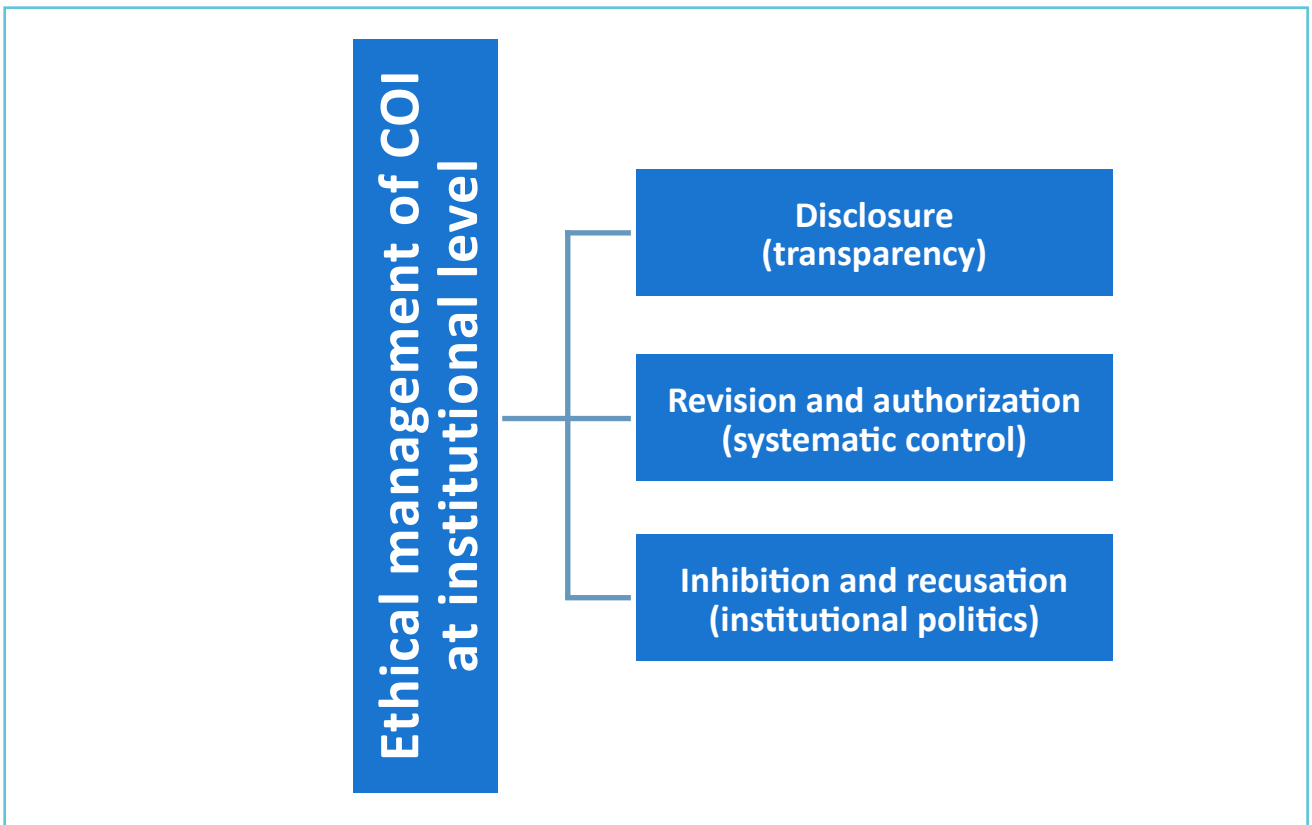 Ethical management of COI
at institutional level
Disclosure
(transparency)
Revision and authorization
(systematic control)
Inhibition and recusation
(institutional politics)